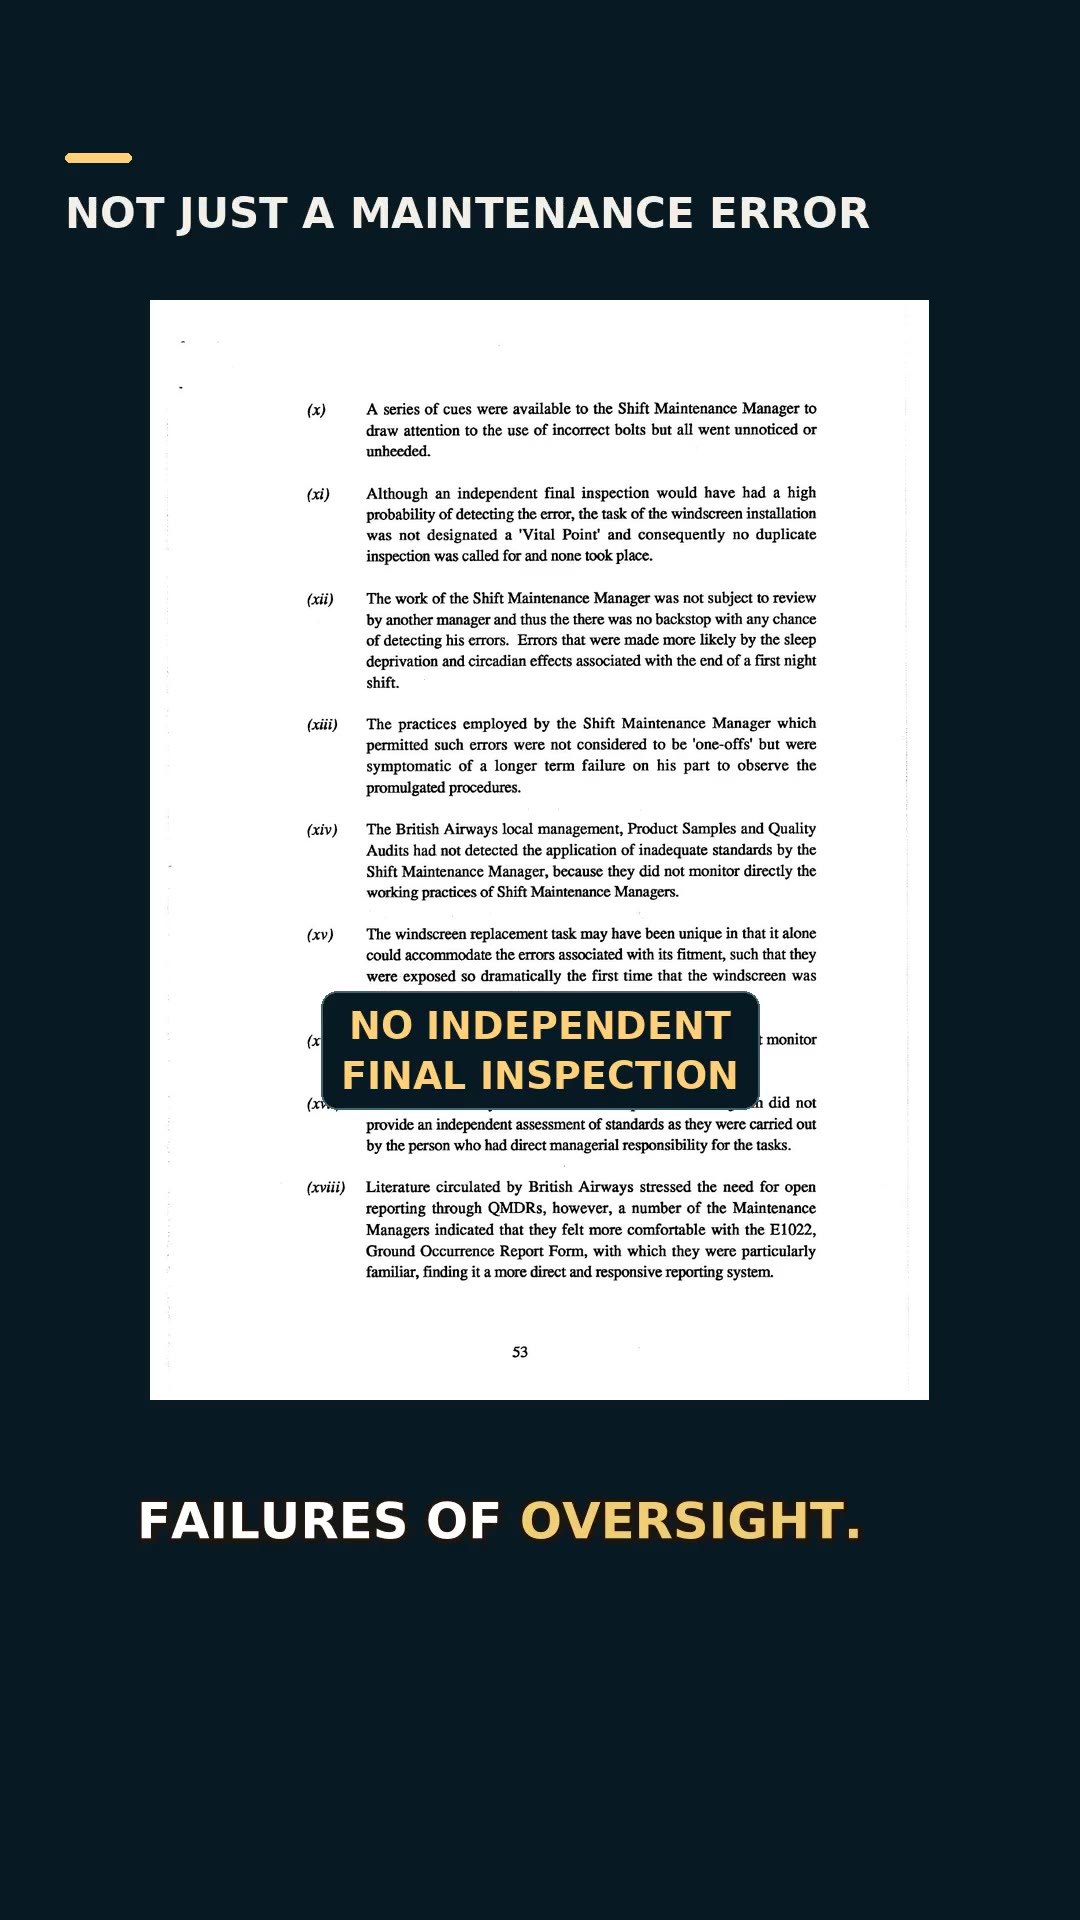 NOT JUST A MAINTENANCE ERROR
(x) A series of cues were available to the Shift Maintenance Manager to
draw attention to the use of incorrect bolts but all went unnoticed or
unheeded.
(xi) Although an independent final inspection would have had a high
probability of detecting the error, the task of the windscreen installation
was not designated a 'Vital Point' and consequently no duplicate
inspection was called for and none took place.
(xii) The work of the Shift Maintenance Manager was not subject to review
by another manager and thus the there was no backstop with any chance
of detecting his errors. Errors that were made more likely by the sleep
deprivation and circadian effects associated with the end of a first night
shift.
(xiii) The practices employed by the Shift Maintenance Manager which
permitted such errors were not considered to be 'one-offs' but were
symptomatic of a longer term failure on his part to observe the
promulgated procedures.
(xiv) The British Airways local management, Product Samples and Quality
Audits had not detected the application of inadequate standards by the
Shift Maintenance Manager, because they did not monitor directly the
working practices of Shift Maintenance Managers.
(xv) The windscreen replacement task may have been unique in that it alone
could accommodate the errors associated with its fitment, such that they
were exposed so dramatically the first time that the windscreen was
NO INDEPENDENT
FINAL INSPECTION
monitor
did not
provide an independent assessment of standards as they were carried out
by the person who had direct managerial responsibility for the tasks.
(xviii) Literature circulated by British Airways stressed the need for open
reporting through QMDRs, however, a number of the Maintenance
Managers indicated that they felt more comfortable with the E1022,
Ground Occurrence Report Form, with which they were particularly
familiar, finding it a more direct and responsive reporting system.
53
FAILURES OF OVERSIGHT.